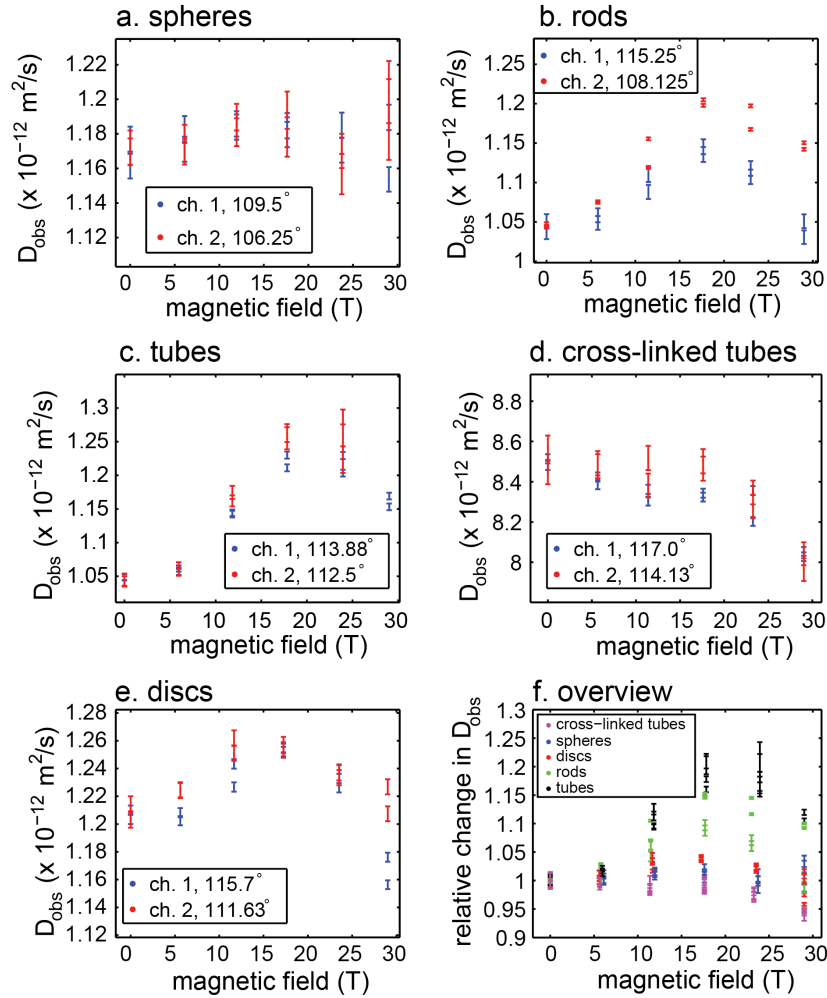 a. spheres
D_obs (x 10^-12 m^2/s)
1.22
1.2
1.18
1.16
1.14
1.12
ch. 1, 109.5°
ch. 2, 106.25°
0 5 10 15 20 25 30
magnetic field (T)
b. rods
D_obs (x 10^-12 m^2/s)
1.25
1.2
1.15
1.1
1.05
1
ch. 1, 115.25°
ch. 2, 108.125°
0 5 10 15 20 25 30
magnetic field (T)
c. tubes
D_obs (x 10^-12 m^2/s)
1.3
1.25
1.2
1.15
1.1
1.05
ch. 1, 113.88°
ch. 2, 112.5°
0 5 10 15 20 25 30
magnetic field (T)
d. cross-linked tubes
D_obs (x 10^-12 m^2/s)
8.8
8.6
8.4
8.2
8
ch. 1, 117.0°
ch. 2, 114.13°
0 5 10 15 20 25 30
magnetic field (T)
e. discs
D_obs (x 10^-12 m^2/s)
1.28
1.26
1.24
1.22
1.2
1.18
1.16
1.14
1.12
ch. 1, 115.7°
ch. 2, 111.63°
0 5 10 15 20 25 30
magnetic field (T)
f. overview
relative change in D_obs
1.3
1.25
1.2
1.15
1.1
1.05
1.0
0.95
0.9
cross-linked tubes
spheres
discs
rods
tubes
0 5 10 15 20 25 30
magnetic field (T)